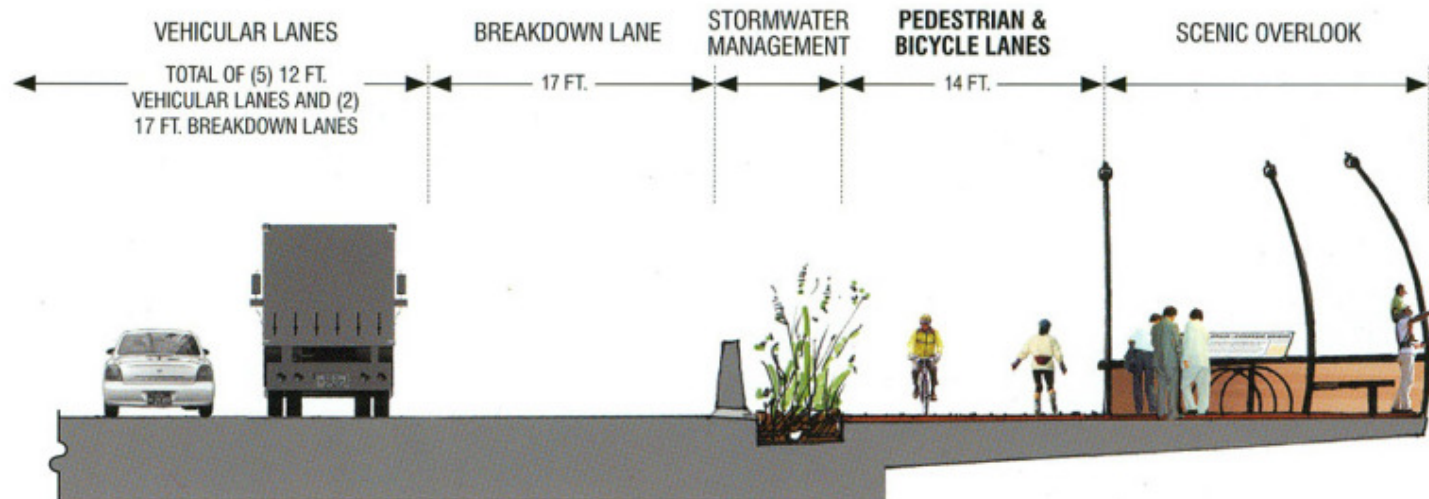 VEHICULAR LANES
TOTAL OF (5) 12 FT.
VEHICULAR LANES AND (2)
17 FT. BREAKDOWN LANES
BREAKDOWN LANE
17 FT.
STORMWATER
MANAGEMENT
PEDESTRIAN &
BICYCLE LANES
14 FT.
SCENIC OVERLOOK